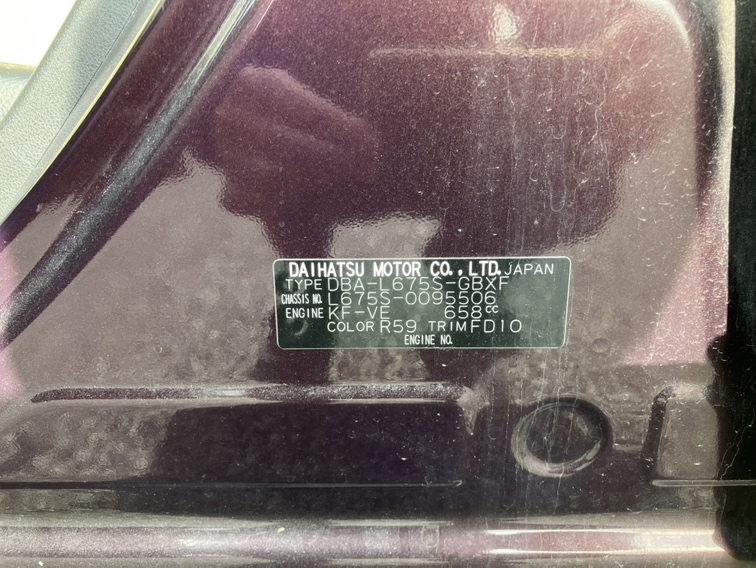 DAIHATSU MOTOR CO., LTD. JAPAN
TYPE DBA-L675S-GBXF
CHASSIS NO. L675S-0095506
ENGINE KF-VE 658cc
COLOR R59 TRIM FD10
ENGINE NO.